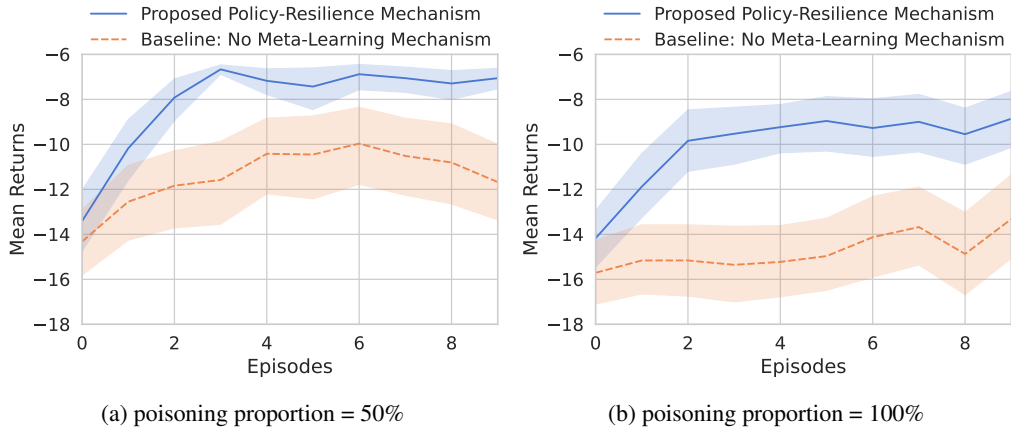 Proposed Policy-Resilience Mechanism
Baseline: No Meta-Learning Mechanism
−6
−8
−10
−12
−14
−16
−18
Mean Returns
0 2 4 6 8
Episodes
(a) poisoning proportion = 50%
Proposed Policy-Resilience Mechanism
Baseline: No Meta-Learning Mechanism
−6
−8
−10
−12
−14
−16
−18
Mean Returns
0 2 4 6 8
Episodes
(b) poisoning proportion = 100%